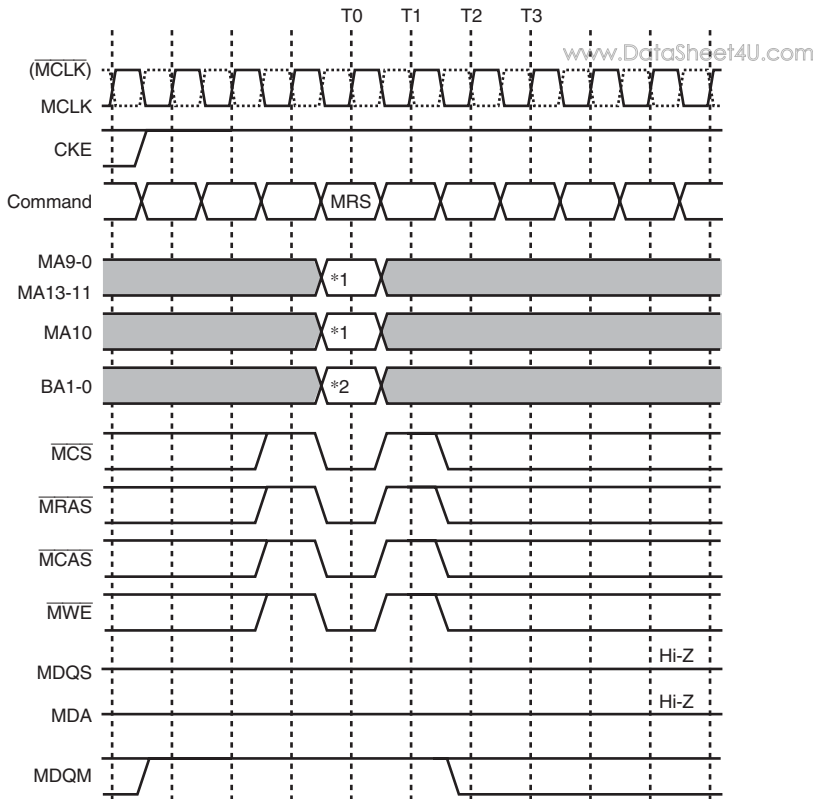 T0 T1 T2 T3
www.DataSheet4U.com
(MCLK)
MCLK
CKE
Command MRS
MA9-0
MA13-11 *1
MA10 *1
BA1-0 *2
MCS
MRAS
MCAS
MWE
MDQS Hi-Z
MDA Hi-Z
MDQM